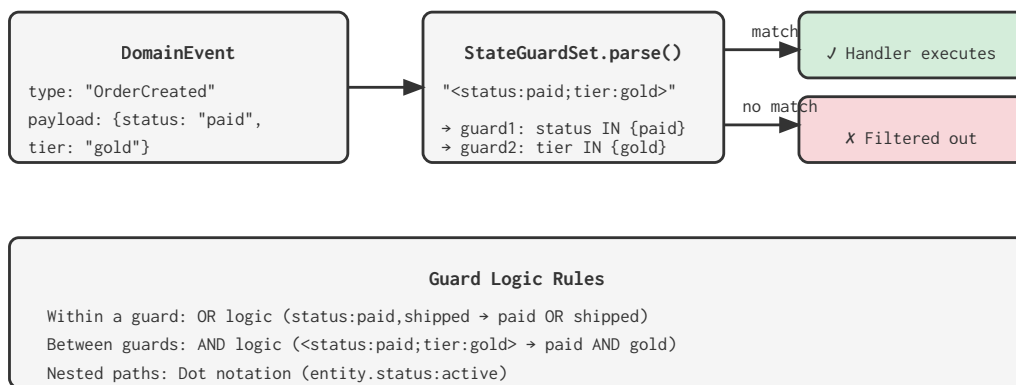 DomainEvent
type: "OrderCreated"
payload: {status: "paid",
tier: "gold"}
StateGuardSet.parse()
"<status:paid;tier:gold>"
→ guard1: status IN {paid}
→ guard2: tier IN {gold}
match
✓ Handler executes
no match
✗ Filtered out
Guard Logic Rules
Within a guard: OR logic (status:paid,shipped → paid OR shipped)
Between guards: AND logic (<status:paid;tier:gold> → paid AND gold)
Nested paths: Dot notation (entity.status:active)